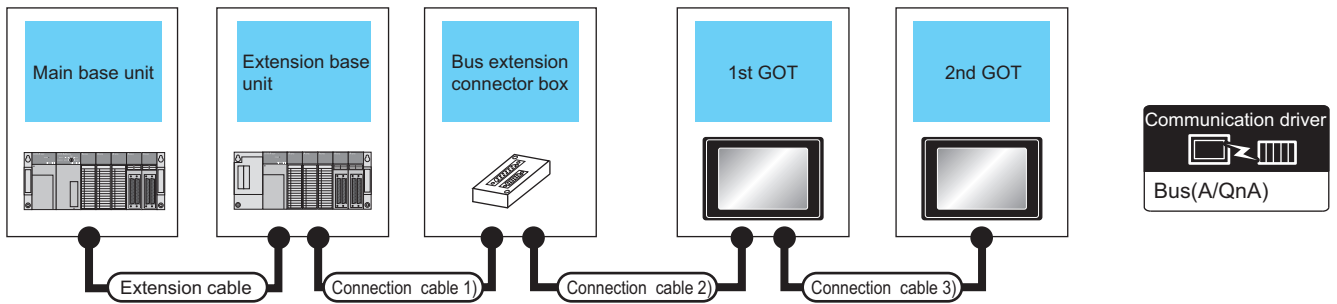 Main base unit
Extension base
unit
Bus extension
connector box
1st GOT
2nd GOT
Communication driver
Bus(A/QnA)
Extension cable
Connection cable 1)
Connection cable 2)
Connection cable 3)